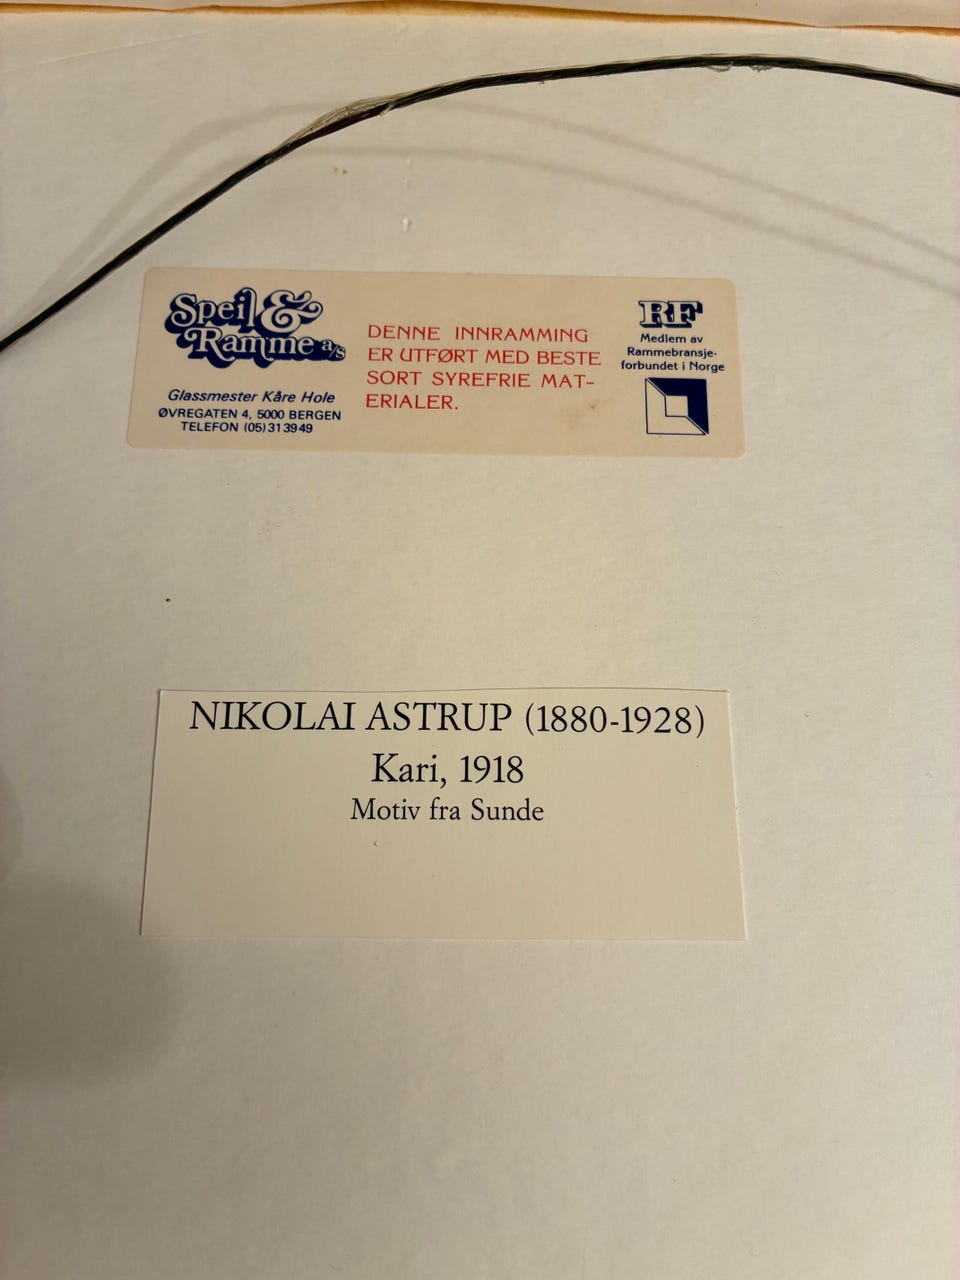 Speil &
Ramme a/s
Glassmester Kåre Hole
ØVREGATEN 4, 5000 BERGEN
TELEFON (05)313949
DENNE INNRAMMING
ER UTFØRT MED BESTE
SORT SYREFRIE MAT-
ERIALER.
RF
Medlem av
Rammebransje-
forbundet i Norge
NIKOLAI ASTRUP (1880-1928)
Kari, 1918
Motiv fra Sunde